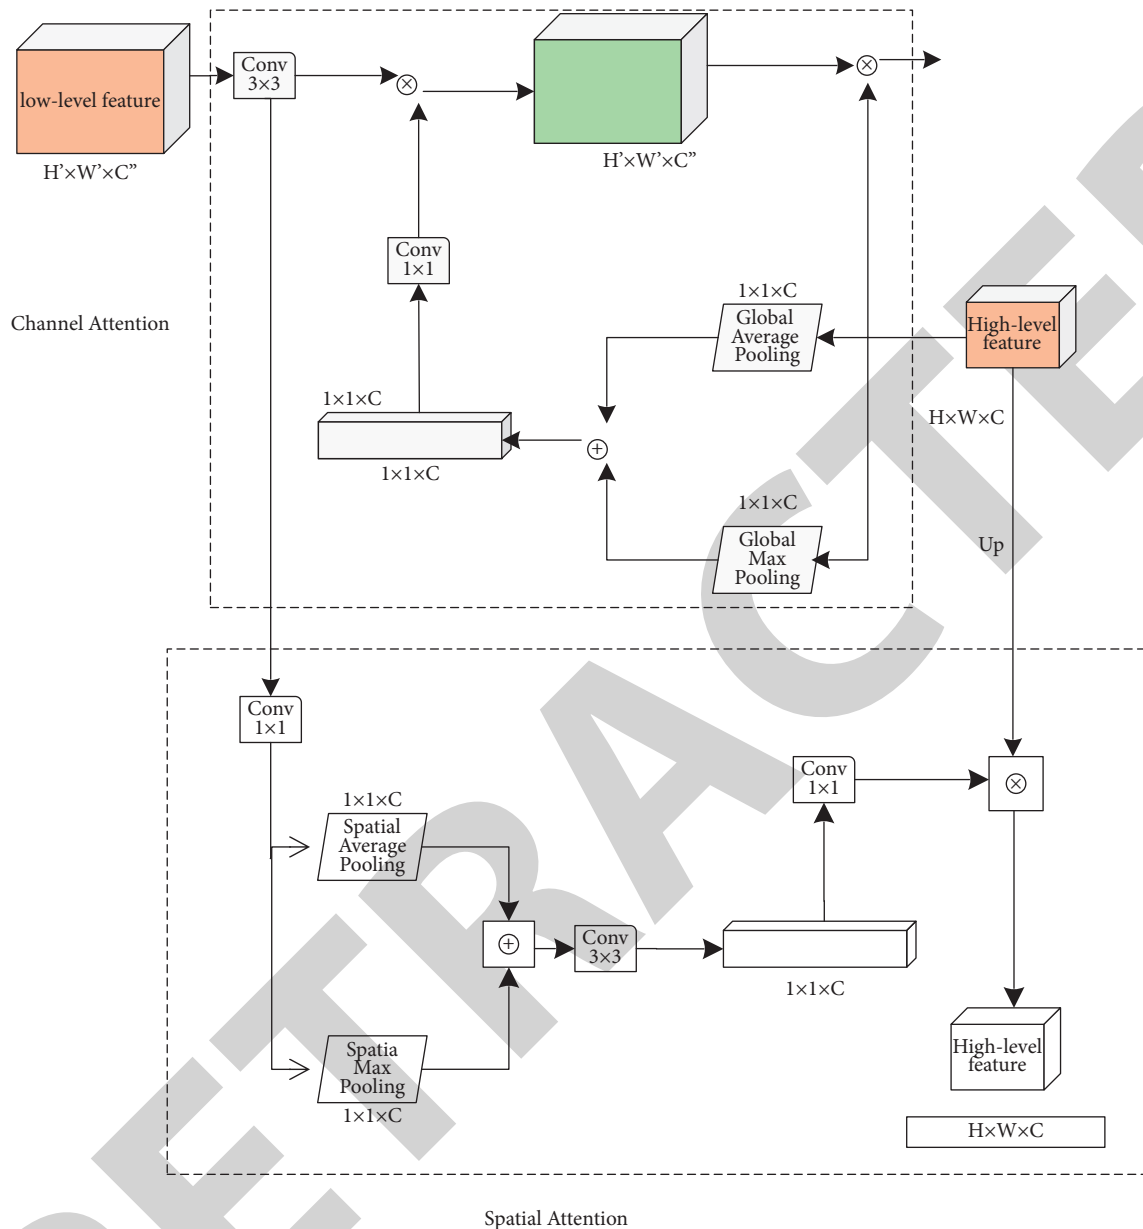 low-level feature
H’×W’×C”
Conv
3×3
⊗
H’×W’×C”
⊗
Conv
1×1
Channel Attention
1×1×C
Global
Average
Pooling
High-level
feature
H×W×C
1×1×C
1×1×C
⊕
1×1×C
Global
Max
Pooling
Up
Conv
1×1
1×1×C
Spatial
Average
Pooling
⊕
Spatia
Max
Pooling
1×1×C
Conv
3×3
1×1×C
Conv
1×1
⊗
High-level
feature
H×W×C
Spatial Attention
RETRACTED